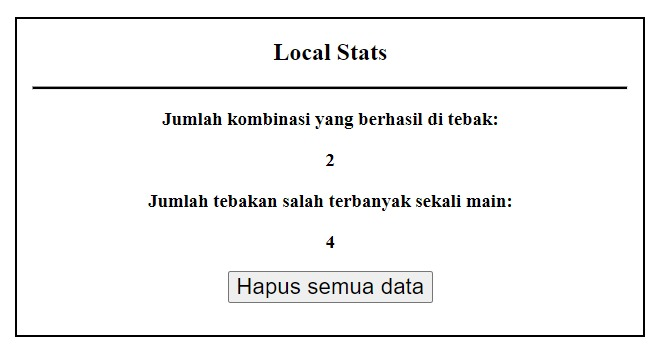 Local Stats
Jumlah kombinasi yang berhasil di tebak:
2
Jumlah tebakan salah terbanyak sekali main:
4
Hapus semua data